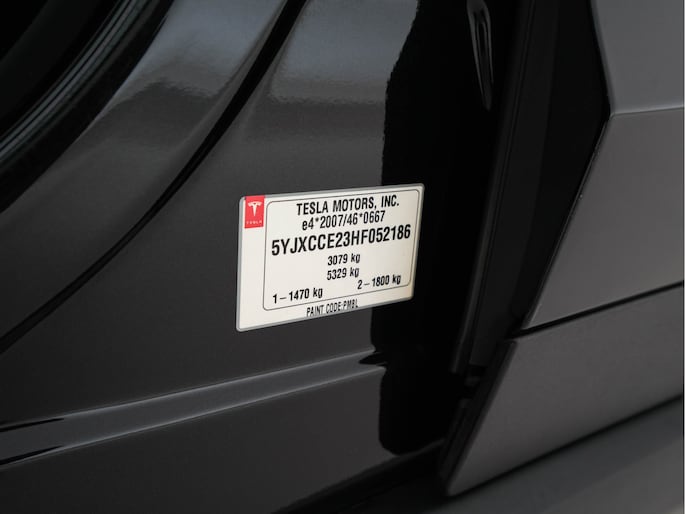 TESLA
TESLA MOTORS, INC.
e4*2007/46*0667
5YJXCCE23HF052186
3079 kg
5329 kg
1-1470 kg 2-1800 kg
PAINT CODE:PMBL